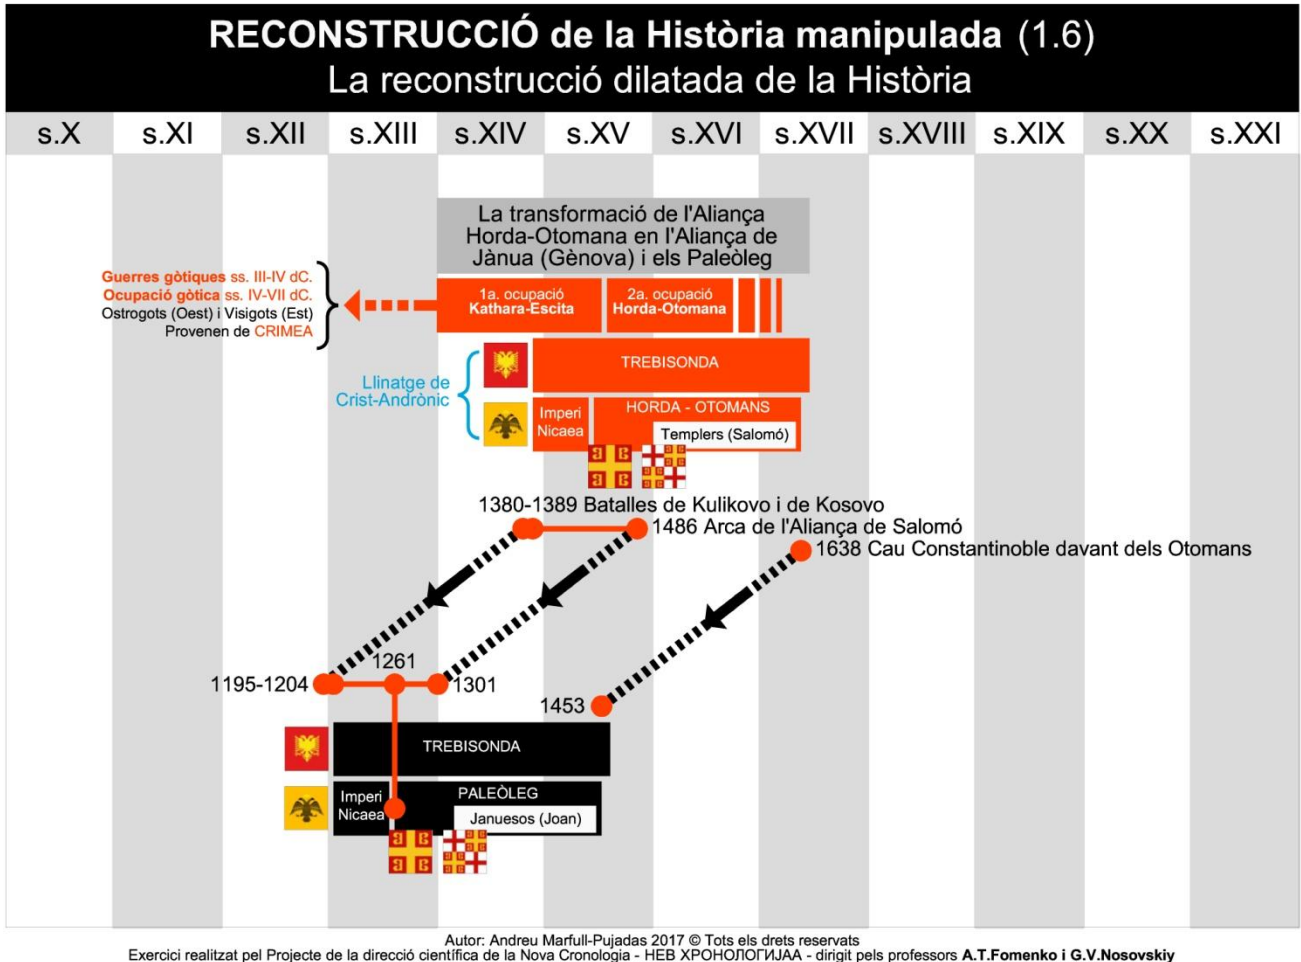 RECONSTRUCCIÓ de la Història manipulada (1.6)
La reconstrucció dilatada de la Història
s.X s.XI s.XII s.XIII s.XIV s.XV s.XVI s.XVII s.XVIII s.XIX s.XX s.XXI
La transformació de l'Aliança
Horda-Otomana en l'Aliança de
Jànua (Gènova) i els Paleòleg
Guerres gòtiques ss. III-IV dC.
Ocupació gòtica ss. IV-VII dC.
Ostrogots (Oest) i Visigots (Est)
Provenen de CRIMEA
1a. ocupació
Kathara-Escita
2a. ocupació
Horda-Otomana
TREBISONDA
Llinatge de
Crist-Andrònic
Imperi
Nicaea
HORDA - OTOMANS
Templers (Salomó)
1380-1389 Batalles de Kulikovo i de Kosovo
1486 Arca de l'Aliança de Salomó
1638 Cau Constantinoble davant dels Otomans
1261
1195-1204
1301
1453
TREBISONDA
Imperi
Nicaea
PALEÒLEG
Januesos (Joan)
Autor: Andreu Marfull-Pujadas 2017 © Tots els drets reservats
Exercici realitzat pel Projecte de la direcció científica de la Nova Cronologia - НЕВ ХРОНОЛОГИЈАА - dirigit pels professors A.T.Fomenko i G.V.Nosovskiy